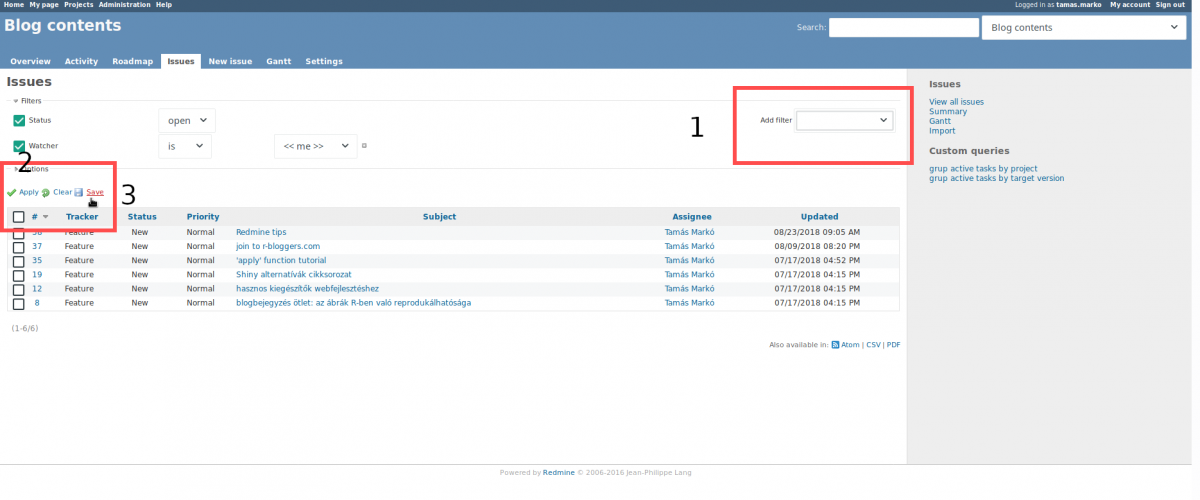 Home My page Projects Administration Help
Logged in as tamas.marko My account Sign out
Blog contents
Search:
Blog contents
Overview Activity Roadmap Issues New issue Gantt Settings
Issues
Filters
Status open
Add filter
1
Watcher is << me >>
2
Apply Clear Save
3
# Tracker Status Priority Subject Assignee Updated
Feature New Normal Redmine tips Tamás Markó 08/23/2018 09:05 AM
37 Feature New Normal join to r-bloggers.com Tamás Markó 08/09/2018 08:20 PM
35 Feature New Normal 'apply' function tutorial Tamás Markó 07/17/2018 04:52 PM
19 Feature New Normal Shiny alternatívák cikksorozat Tamás Markó 07/17/2018 04:15 PM
12 Feature New Normal hasznos kiegészítők webfejlesztéshez Tamás Markó 07/17/2018 04:15 PM
8 Feature New Normal blogbejegyzés ötlet: az ábrák R-ben való reprodukálhatósága Tamás Markó 07/17/2018 04:15 PM
(1-6/6)
Also available in: Atom | CSV | PDF
Issues
View all issues
Summary
Gantt
Import
Custom queries
grup active tasks by project
grup active tasks by target version
Powered by Redmine © 2006-2016 Jean-Philippe Lang